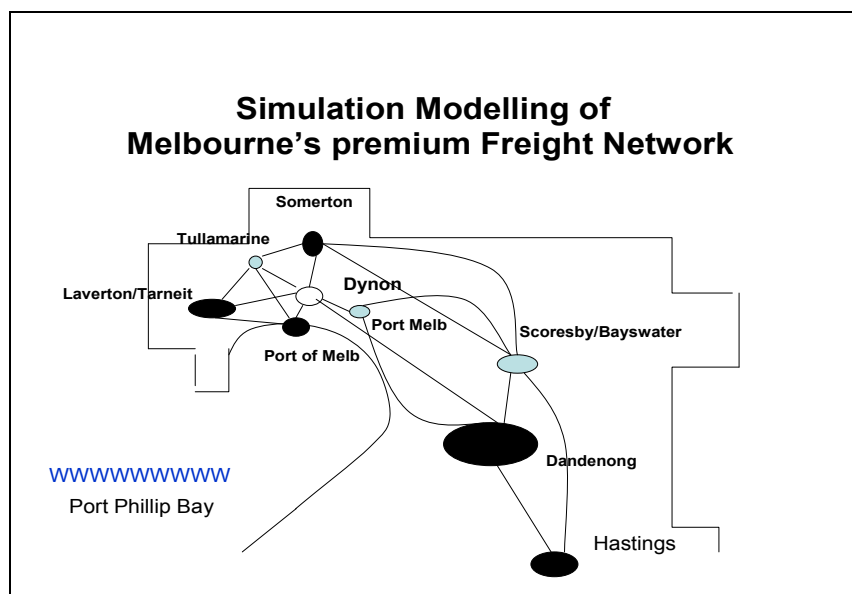 Simulation Modelling of
Melbourne's premium Freight Network
Somerton
Tullamarine
Dynon
Laverton/Tarneit
Port Melb
Scoresby/Bayswater
Port of Melb
Dandenong
wwwwwwwww
Port Phillip Bay
Hastings